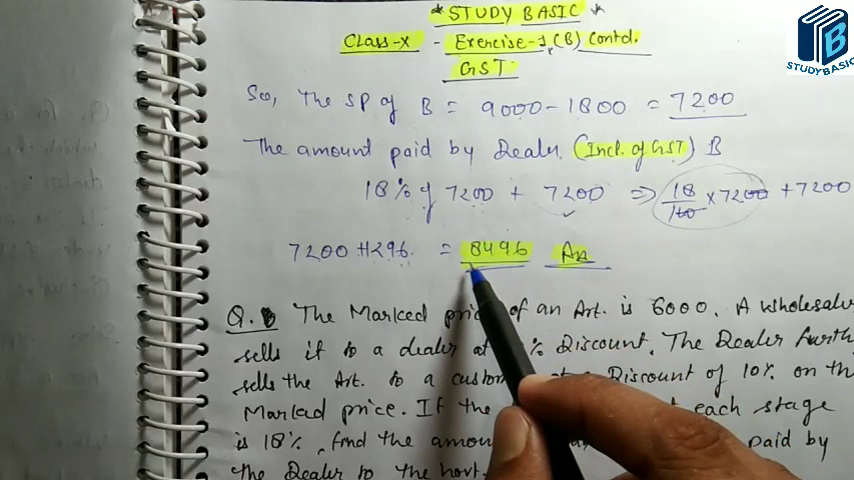 *STUDY BASIC*
STUDYBASIC
Class-X - Exercise-1(B) Contd.
GST
So, The SP of B = 9000-1800 = 7200
The amount paid by Dealer (Incl. of GST) B
18% of 7200 + 7200 ⇒ 18/100 x 7200 + 7200
7200 + 1296 = 8496 Ans
Q. The Marked of an Art. is 6000. A wholesaler
sells it to a dealer at % Discount. The Dealer further
sells the Art. to a Discount of 10% on the
Marked price. If the each stage
is 18%, find the paid by
the Dealer to the